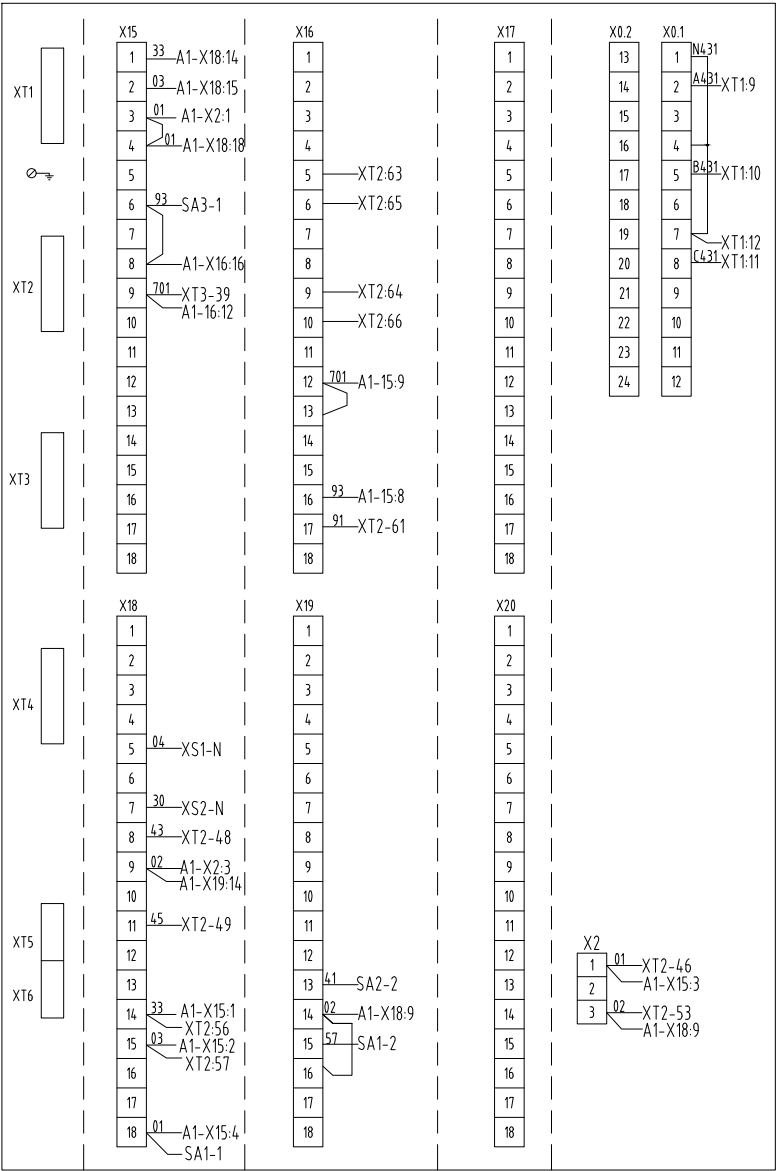 XT1
XT2
XT3
XT4
XT5
XT6
X15
1 33 A1-X18:14
2 03 A1-X18:15
3 01 A1-X2:1
4 01 A1-X18:18
5
6 93 SA3-1
7
8 A1-X16:16
9 701 XT3-39
A1-16:12
10
11
12
13
14
15
16
17
18
X16
1
2
3
4
5 XT2:63
6 XT2:65
7
8
9 XT2:64
10 XT2:66
11
12 701 A1-15:9
13
14
15
16 93 A1-15:8
17 91 XT2-61
18
X17
1
2
3
4
5
6
7
8
9
10
11
12
13
14
15
16
17
18
X0.2
13
14
15
16
17
18
19
20
21
22
23
24
X0.1
1 N431
2 A431 XT1:9
3
4
5 B431 XT1:10
6
7 XT1:12
8 C431 XT1:11
9
10
11
12
X18
1
2
3
4
5 04 XS1-N
6
7 30 XS2-N
8 43 XT2-48
9 02 A1-X2:3
A1-X19:14
10
11 45 XT2-49
12
13
14 33 A1-X15:1
XT2:56
15 03 A1-X15:2
XT2:57
16
17
18 01 A1-X15:4
SA1-1
X19
1
2
3
4
5
6
7
8
9
10
11
12
13 41 SA2-2
14 02 A1-X18:9
15 57 SA1-2
16
17
18
X20
1
2
3
4
5
6
7
8
9
10
11
12
13
14
15
16
17
18
X2
1 01 XT2-46
A1-X15:3
2
3 02 XT2-53
A1-X18:9